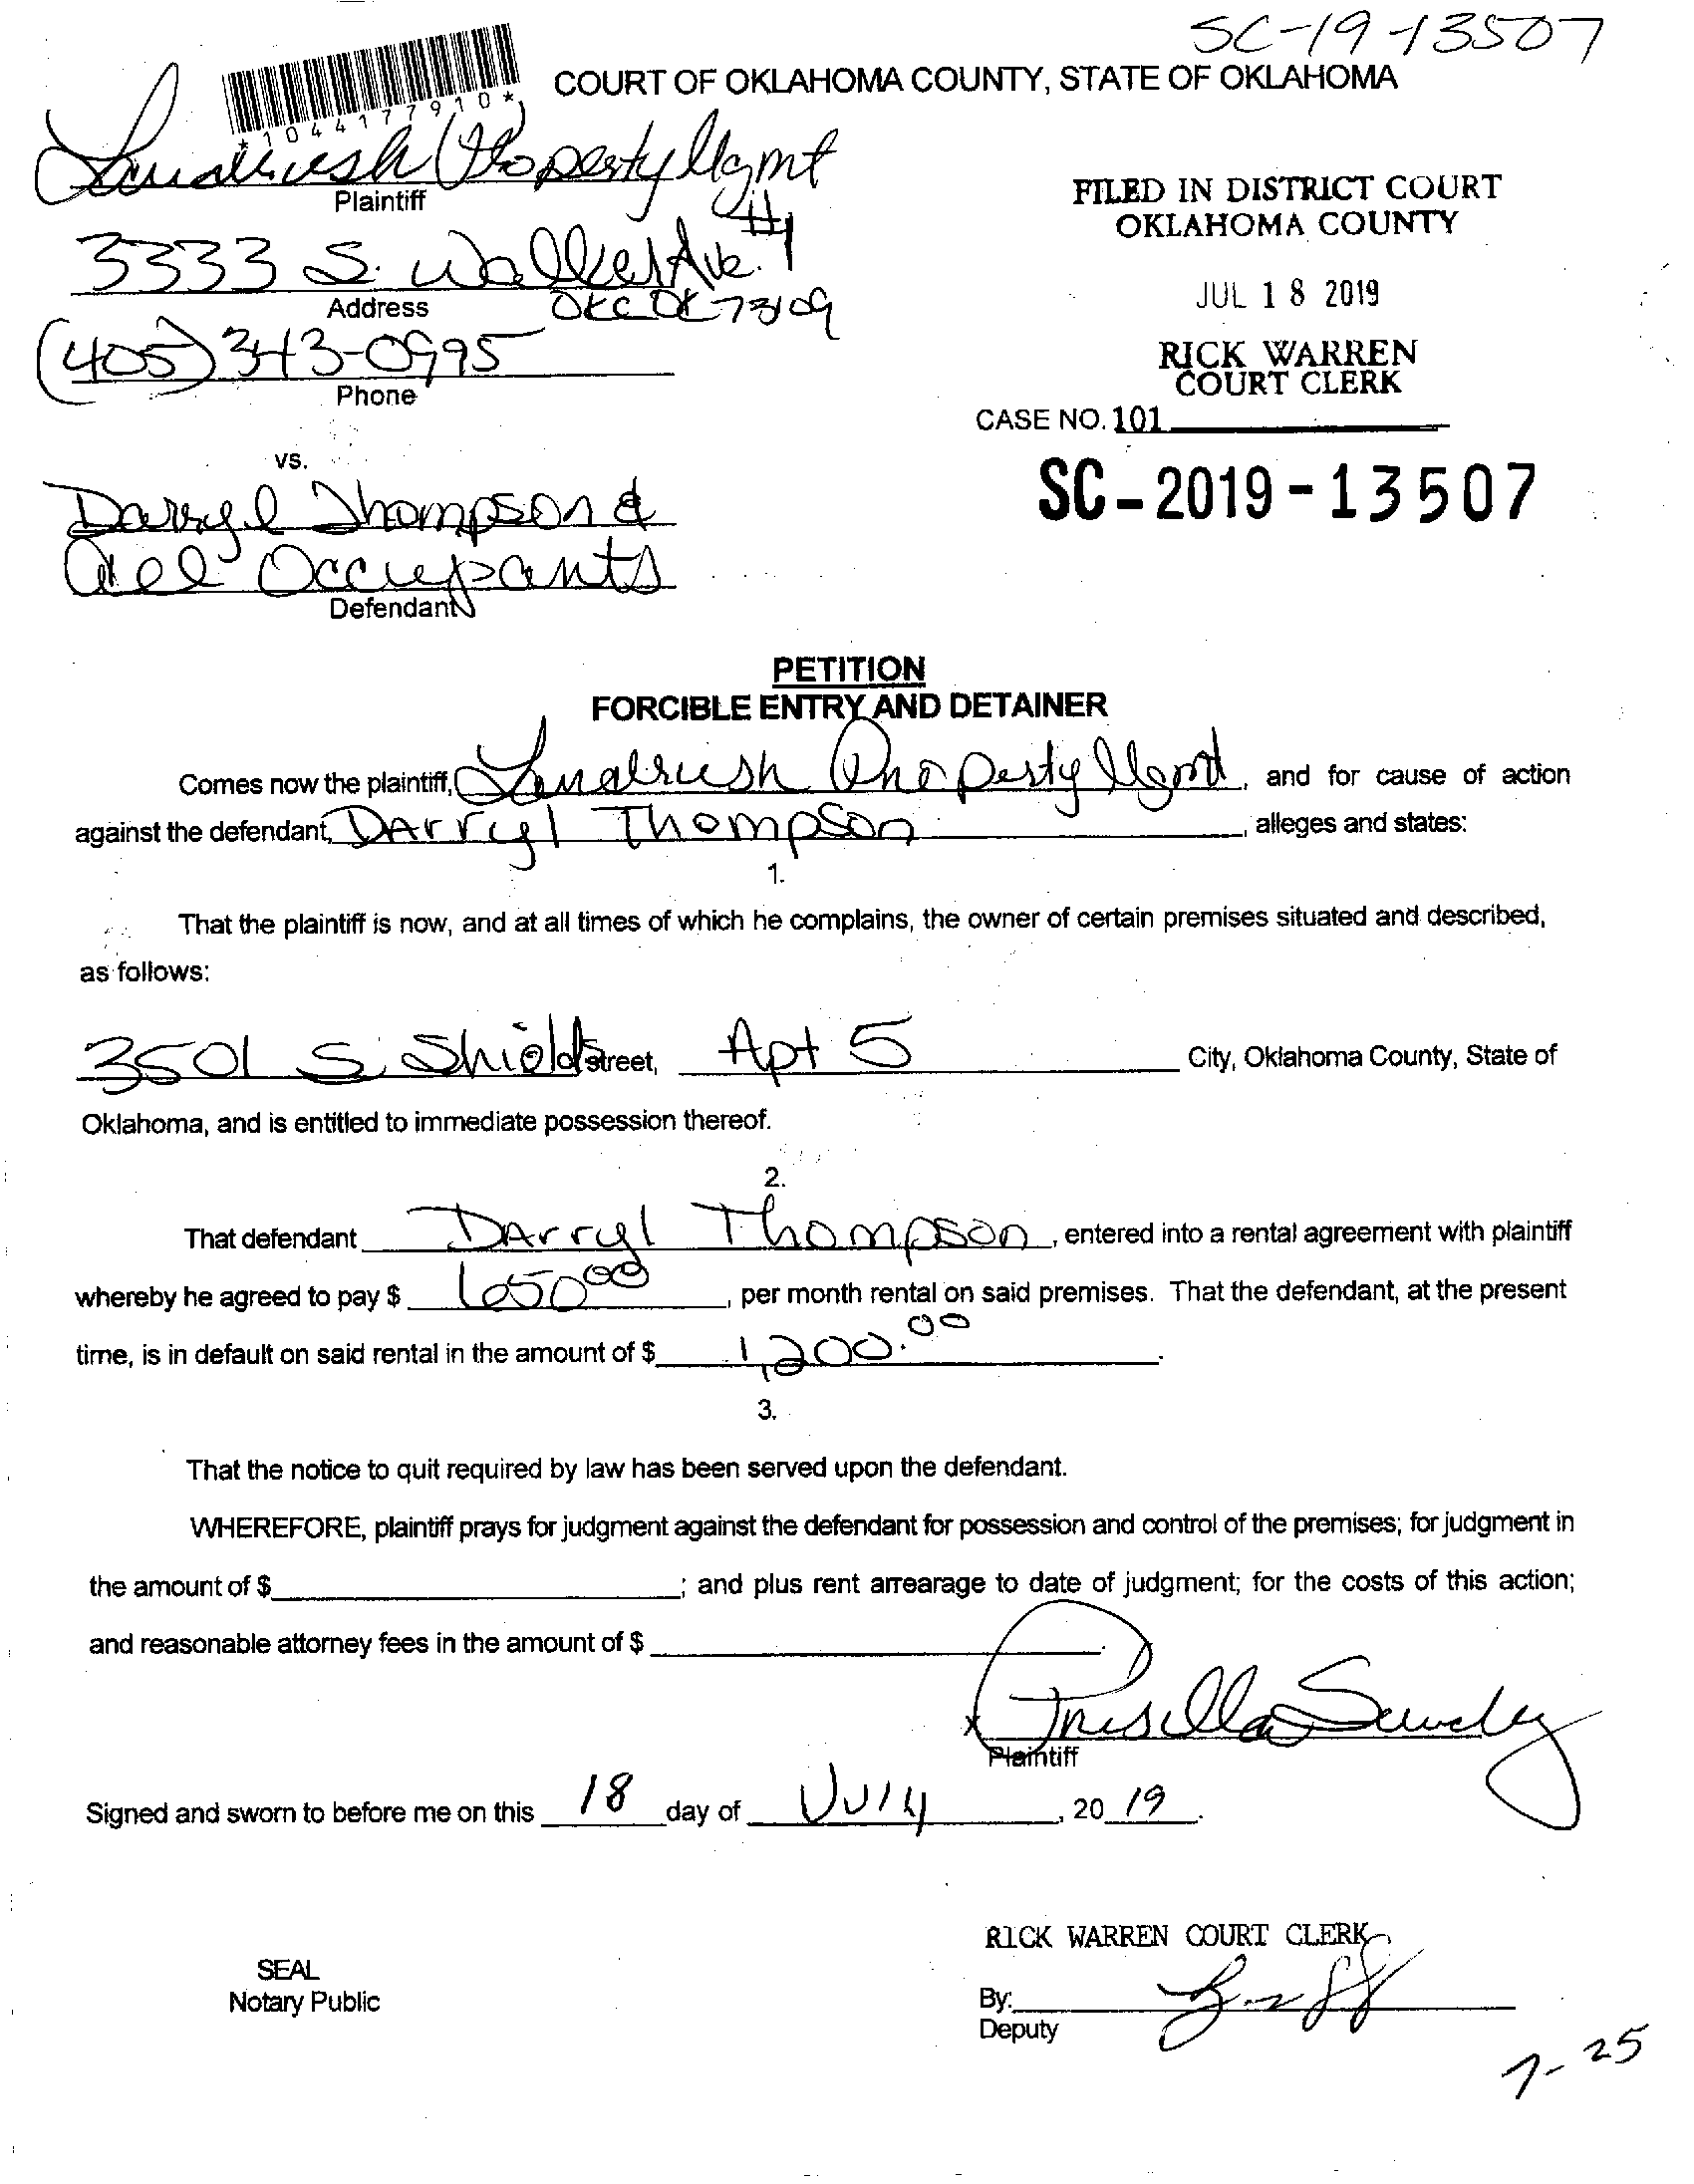 SC-19-13507
*1044177910*
COURT OF OKLAHOMA COUNTY, STATE OF OKLAHOMA
Landrush Property Mgmt
Plaintiff
3333 S. Walker Ave. #1
Address OKC OK 73109
(405) 343-0995
Phone
FILED IN DISTRICT COURT
OKLAHOMA COUNTY
JUL 18 2019
RICK WARREN
COURT CLERK
CASE NO. 101
SC-2019-13507
vs.
Darryl Thompson &
all Occupants
Defendant
PETITION
FORCIBLE ENTRY AND DETAINER
Comes now the plaintiff, Landrush Property Mgmt, and for cause of action
against the defendant, Darryl Thompson, alleges and states:
1.
That the plaintiff is now, and at all times of which he complains, the owner of certain premises situated and described,
as follows:
3501 S. Shields street, Apt 5 City, Oklahoma County, State of
Oklahoma, and is entitled to immediate possession thereof.
2.
That defendant Darryl Thompson, entered into a rental agreement with plaintiff
whereby he agreed to pay $ 650.00, per month rental on said premises. That the defendant, at the present
time, is in default on said rental in the amount of $ 1,200.00.
3.
That the notice to quit required by law has been served upon the defendant.
WHEREFORE, plaintiff prays for judgment against the defendant for possession and control of the premises; for judgment in
the amount of $ ; and plus rent arrearage to date of judgment; for the costs of this action;
and reasonable attorney fees in the amount of $ .
x Prisilla
Plaintiff
Signed and sworn to before me on this 18 day of July, 20 19.
RICK WARREN COURT CLERK
SEAL
Notary Public
By:
Deputy
7-25